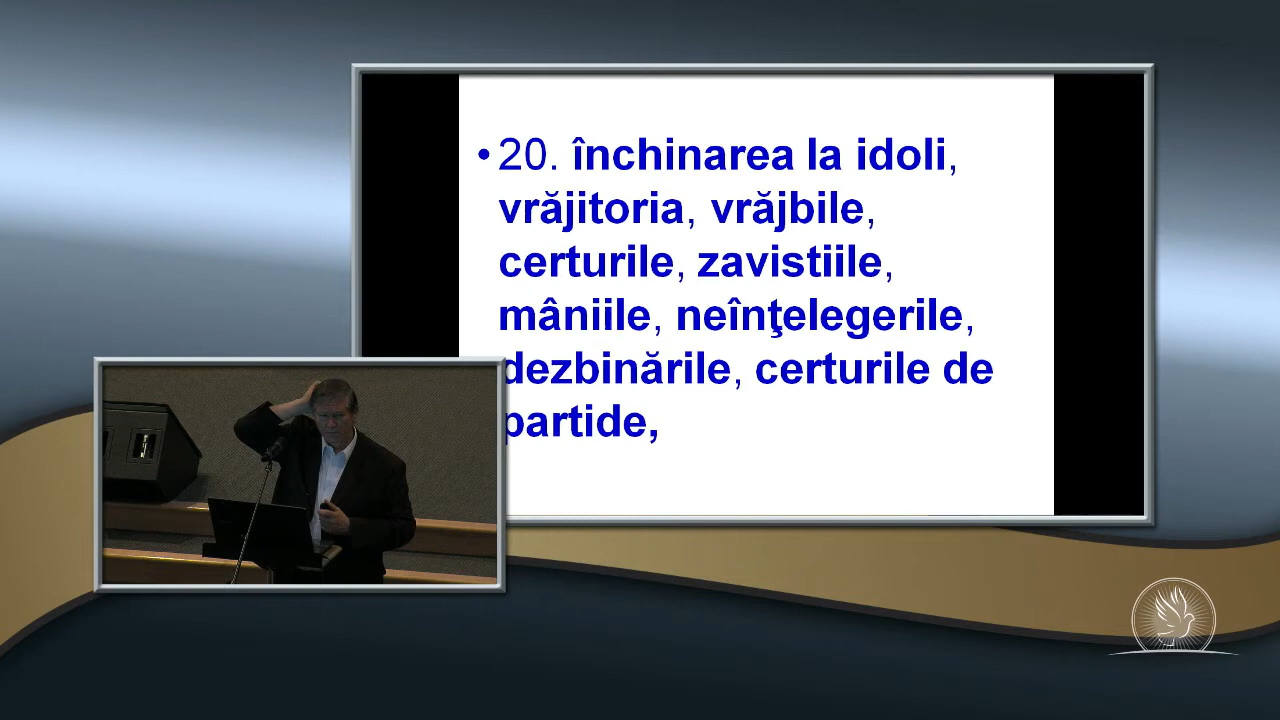 •20. închinarea la idoli,
vrăjitoria, vrăjbile,
certurile, zavistiile,
mâniile, neînţelegerile,
dezbinările, certurile de
partide,